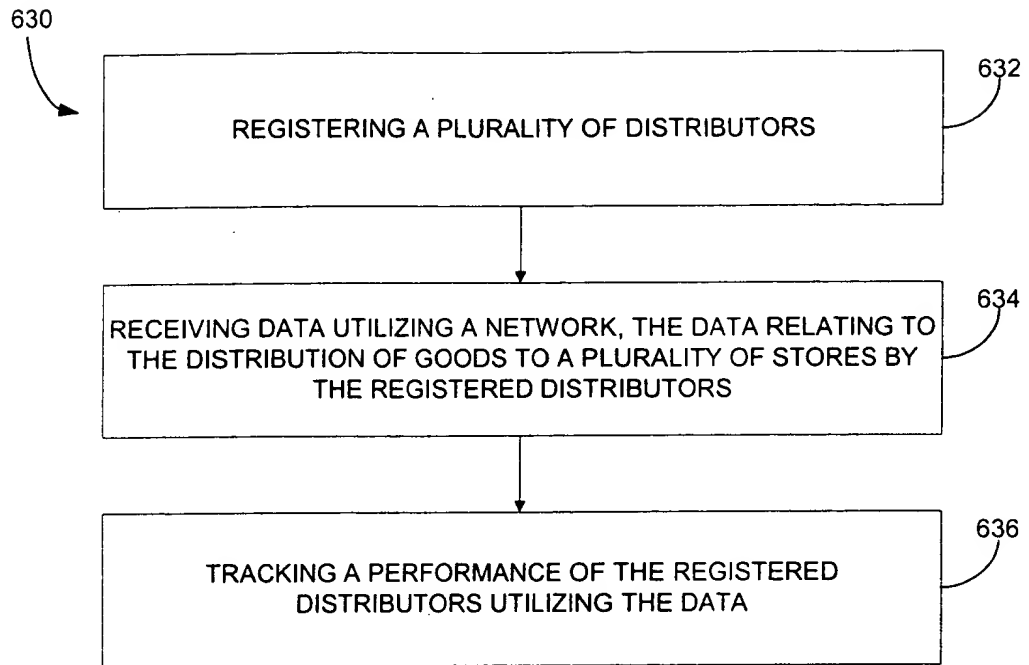 630
632
REGISTERING A PLURALITY OF DISTRIBUTORS
634
RECEIVING DATA UTILIZING A NETWORK, THE DATA RELATING TO
THE DISTRIBUTION OF GOODS TO A PLURALITY OF STORES BY
THE REGISTERED DISTRIBUTORS
636
TRACKING A PERFORMANCE OF THE REGISTERED
DISTRIBUTORS UTILIZING THE DATA